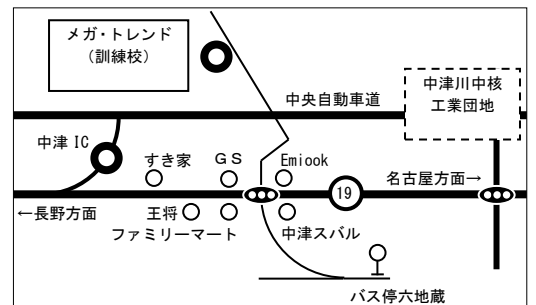 メガ・トレンド
（訓練校）
中央自動車道
中津川中核
工業団地
中津 IC
すき家
ＧＳ
Emiook
名古屋方面→
19
←長野方面
王将
ファミリーマート
中津スバル
バス停六地蔵